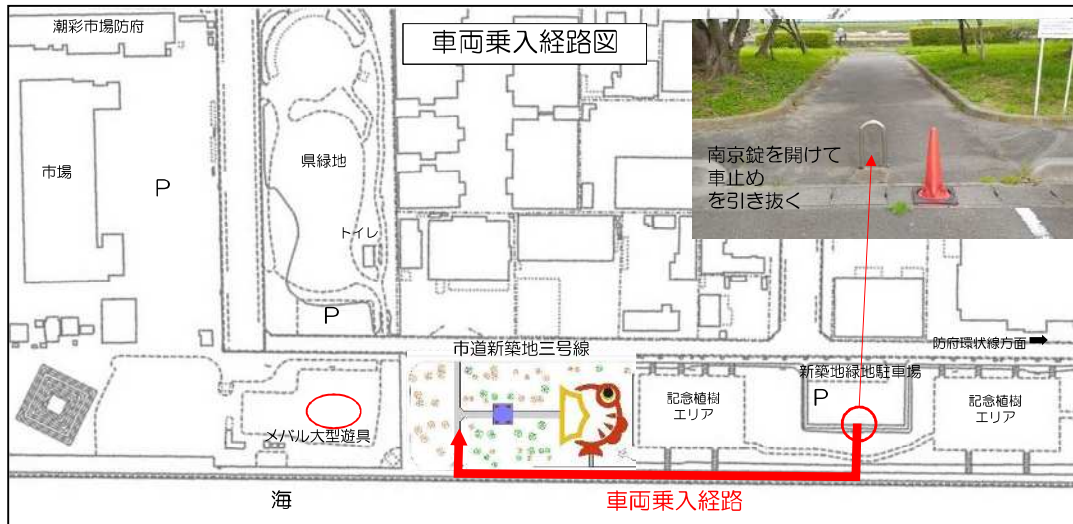 潮彩市場防府
車両乗入経路図
市場
P
県緑地
トイレ
P
南京錠を開けて
車止め
を引き抜く
市道新築地三号線
防府環状線方面
新築地緑地駐車場
記念植樹
エリア
P
記念植樹
エリア
メバル大型遊具
海
車両乗入経路